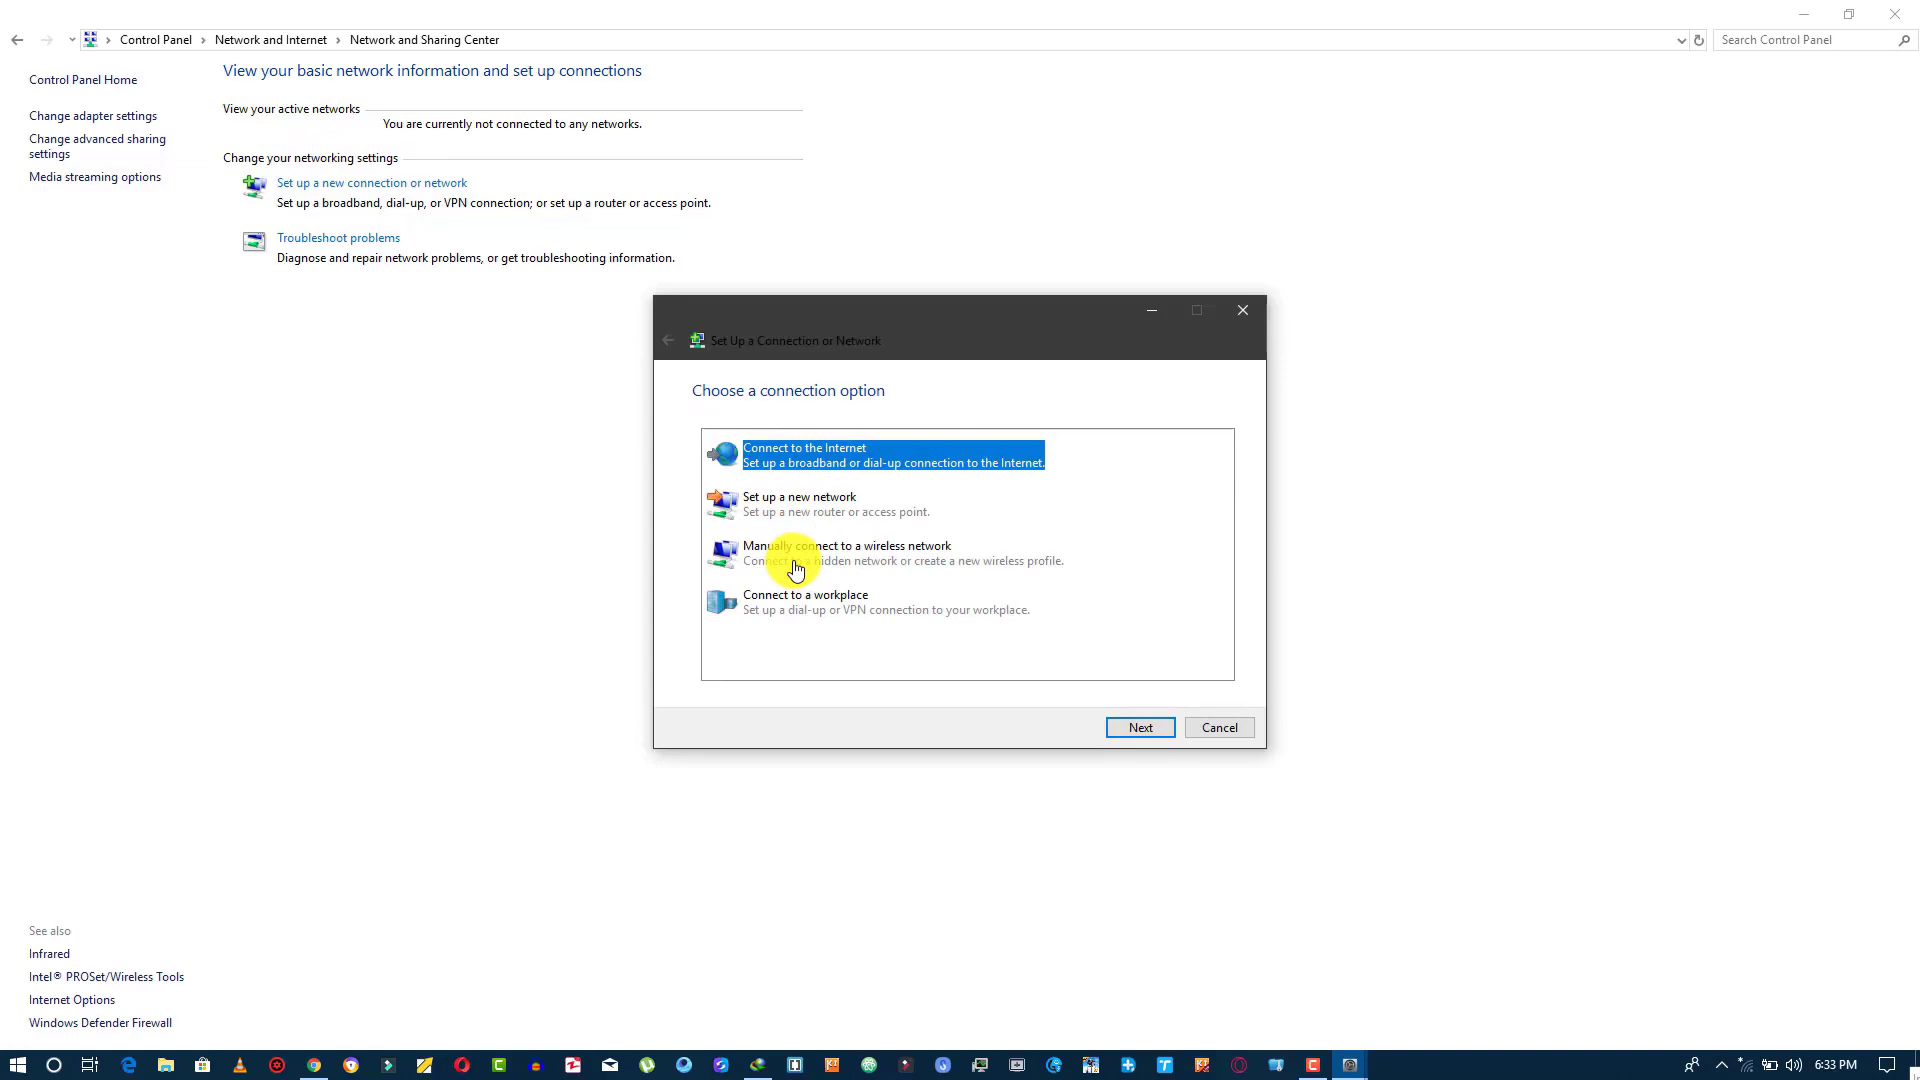 Control Panel
Network and Internet
Network and Sharing Center
Search Control Panel
Control Panel Home
Change adapter settings
Change advanced sharing
settings
Media streaming options
View your basic network information and set up connections
View your active networks
You are currently not connected to any networks.
Change your networking settings
Set up a new connection or network
Set up a broadband, dial-up, or VPN connection; or set up a router or access point.
Troubleshoot problems
Diagnose and repair network problems, or get troubleshooting information.
Set Up a Connection or Network
Choose a connection option
Connect to the Internet
Set up a broadband or dial-up connection to the Internet.
Set up a new network
Set up a new router or access point.
Manually connect to a wireless network
Connect to a hidden network or create a new wireless profile.
Connect to a workplace
Set up a dial-up or VPN connection to your workplace.
Next
Cancel
See also
Infrared
Intel® PROSet/Wireless Tools
Internet Options
Windows Defender Firewall
6:33 PM